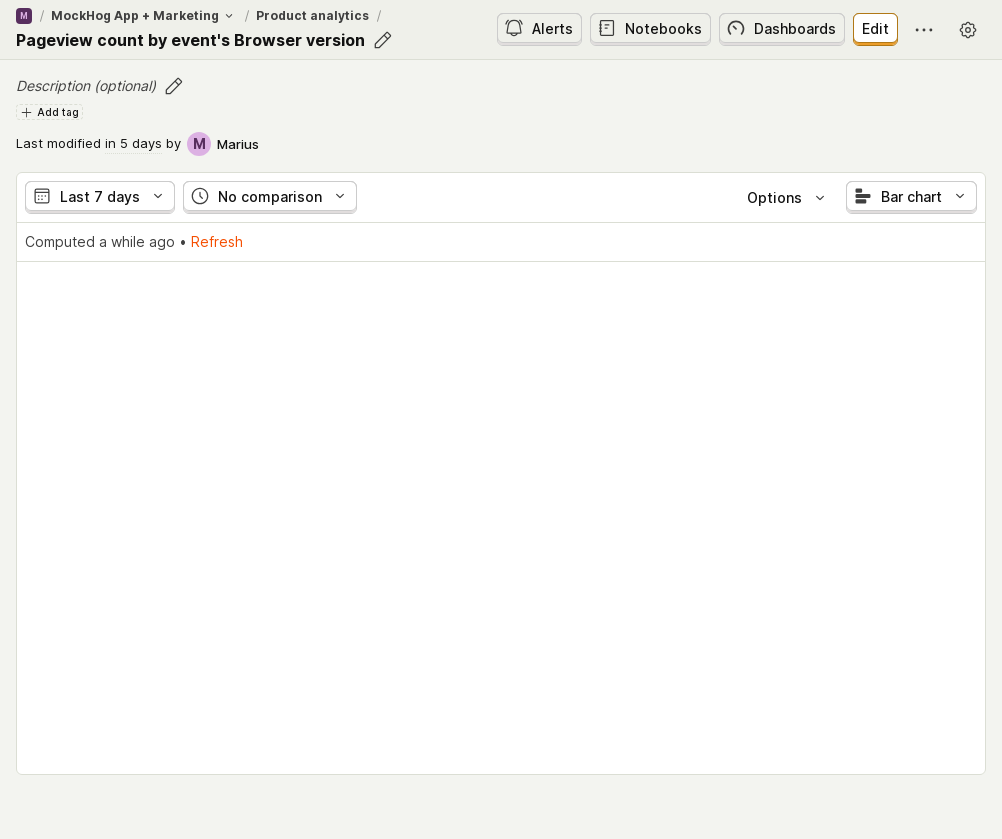 M / MockHog App + Marketing / Product analytics /
Pageview count by event's Browser version
Alerts Notebooks Dashboards Edit
Description (optional)
Add tag
Last modified in 5 days by M Marius
Last 7 days No comparison Options Bar chart
Computed a while ago • Refresh